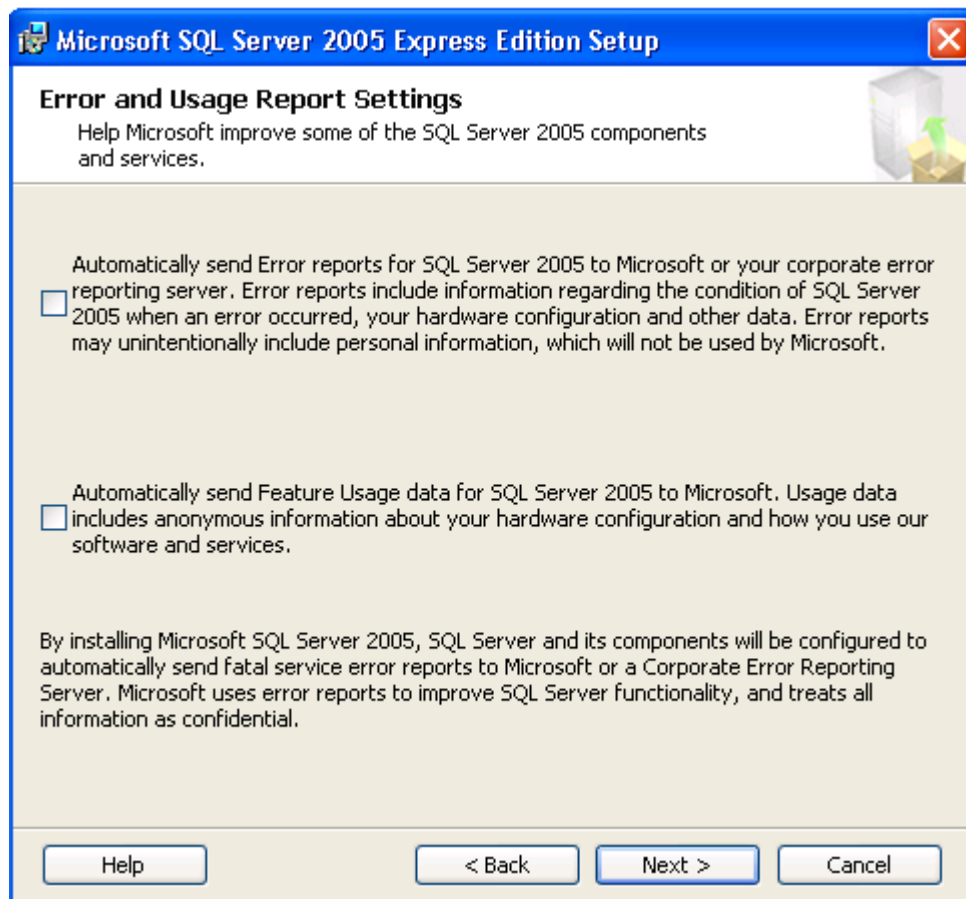 Microsoft SQL Server 2005 Express Edition Setup
Error and Usage Report Settings
Help Microsoft improve some of the SQL Server 2005 components
and services.
Automatically send Error reports for SQL Server 2005 to Microsoft or your corporate error
reporting server. Error reports include information regarding the condition of SQL Server
2005 when an error occurred, your hardware configuration and other data. Error reports
may unintentionally include personal information, which will not be used by Microsoft.
Automatically send Feature Usage data for SQL Server 2005 to Microsoft. Usage data
includes anonymous information about your hardware configuration and how you use our
software and services.
By installing Microsoft SQL Server 2005, SQL Server and its components will be configured to
automatically send fatal service error reports to Microsoft or a Corporate Error Reporting
Server. Microsoft uses error reports to improve SQL Server functionality, and treats all
information as confidential.
Help < Back Next > Cancel